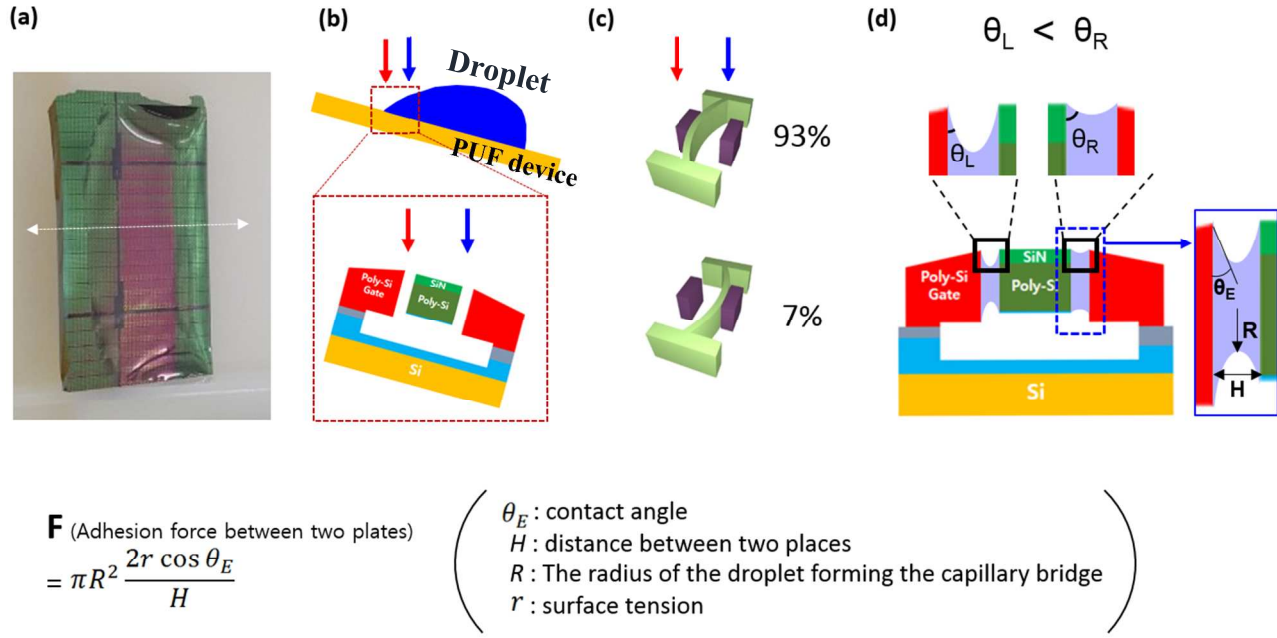 (a)
(b)
(c)
(d)
θL < θR
Droplet
PUF device
93%
7%
θL
θR
SiN
Poly-Si
Poly-Si
Gate
Si
SiN
Poly-S
Poly-Si
Gate
Si
θE
R
H
F (Adhesion force between two plates)
= πR² 2r cos θE / H
θE : contact angle
H : distance between two places
R : The radius of the droplet forming the capillary bridge
r : surface tension